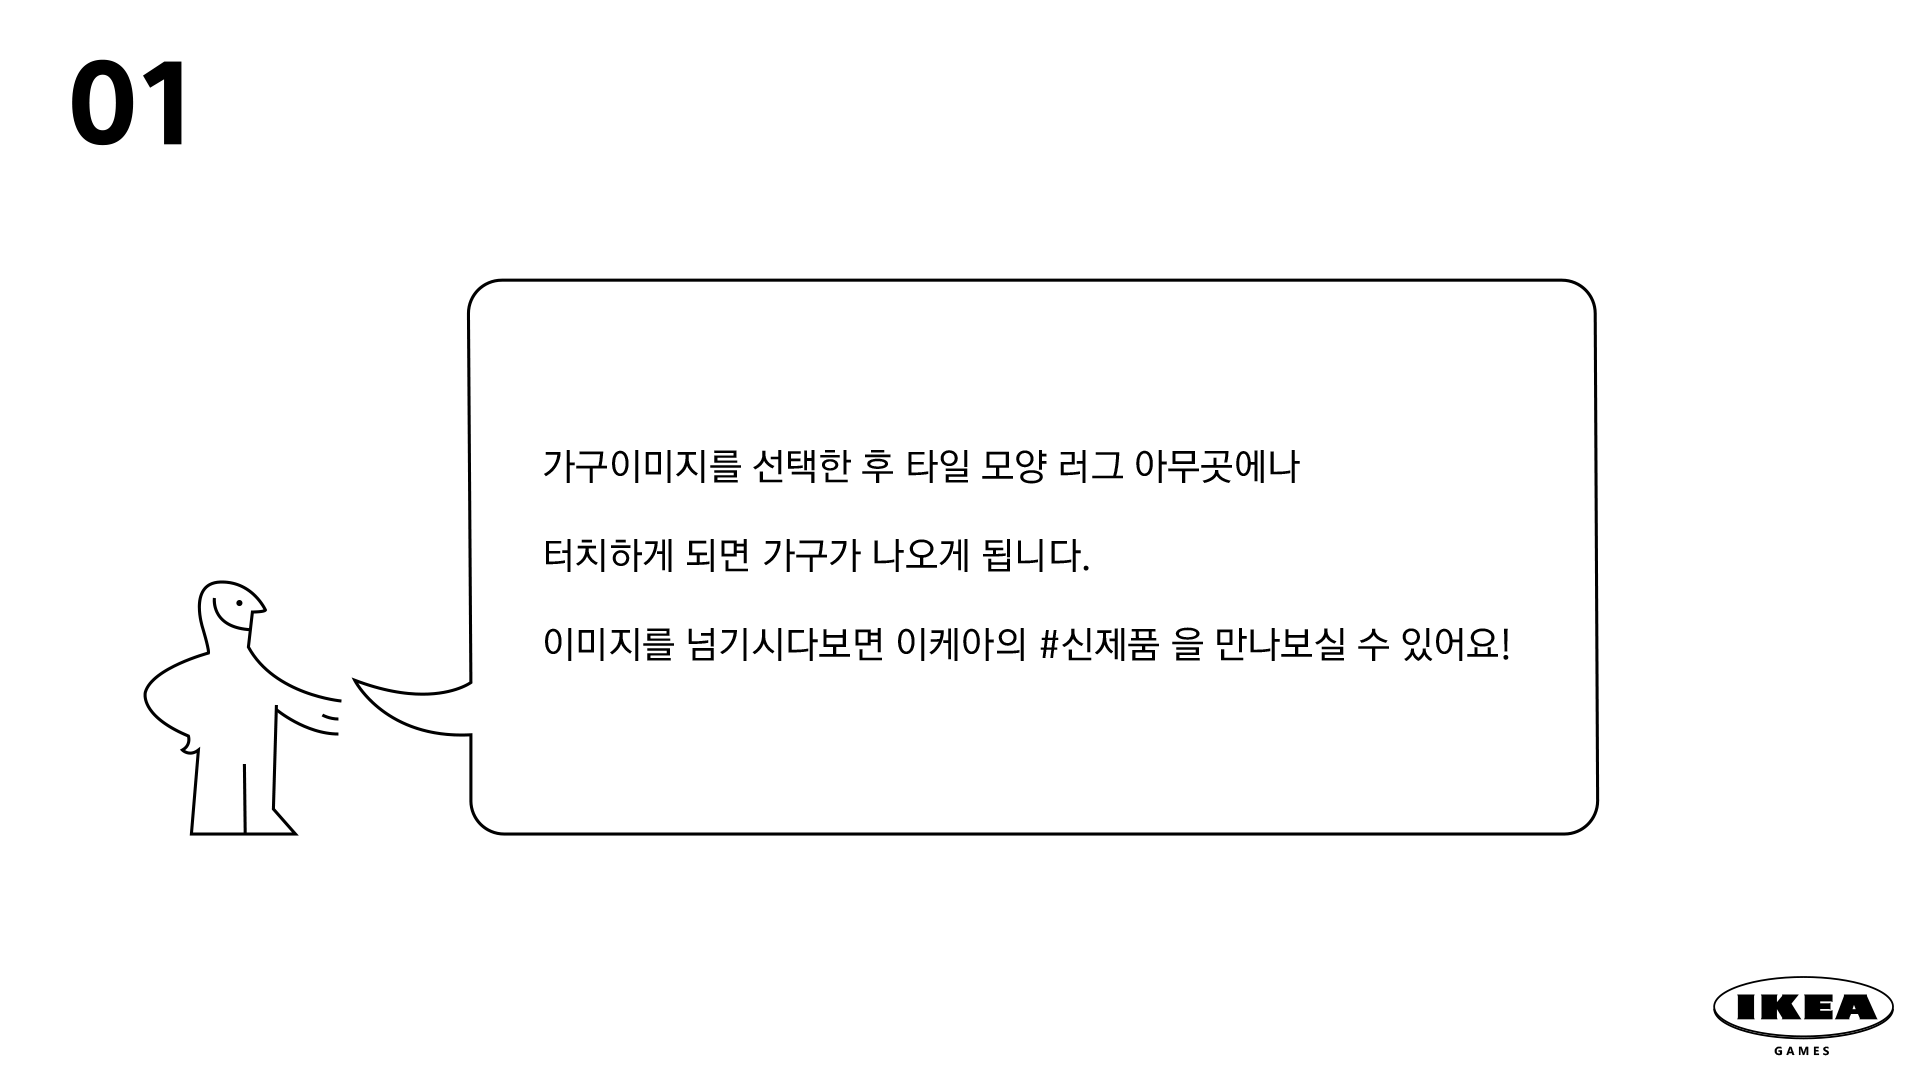 01
가구이미지를 선택한 후 타일 모양 러그 아무곳에나
터치하게 되면 가구가 나오게 됩니다.
이미지를 넘기시다보면 이케아의 #신제품 을 만나보실 수 있어요!
IKEA
GAMES